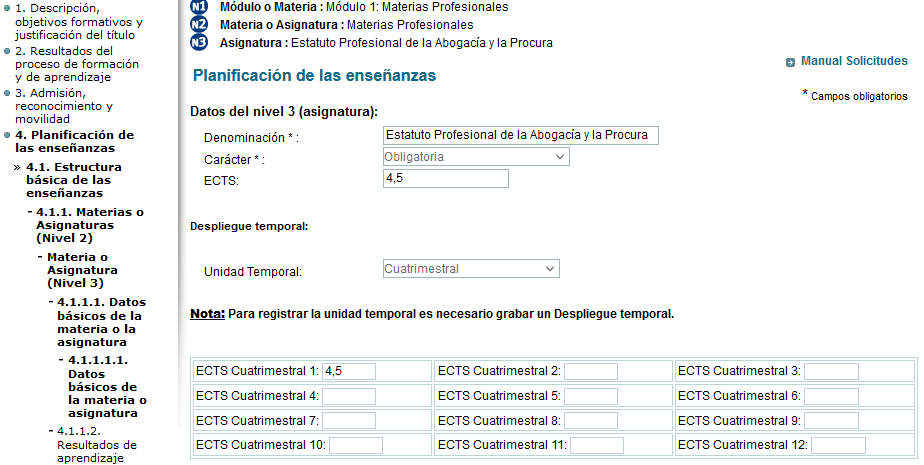 1. Descripción,
objetivos formativos y
justificación del título
2. Resultados del
proceso de formación
y de aprendizaje
3. Admisión,
reconocimiento y
movilidad
4. Planificación de
las enseñanzas
» 4.1. Estructura
básica de las
enseñanzas
- 4.1.1. Materias o
Asignaturas
(Nivel 2)
- Materia o
Asignatura
(Nivel 3)
- 4.1.1.1. Datos
básicos de la
materia o la
asignatura
- 4.1.1.1.1.
Datos
básicos de
la materia o
asignatura
- 4.1.1.2.
Resultados de
aprendizaje
N1 Módulo o Materia : Módulo 1: Materias Profesionales
N2 Materia o Asignatura : Materias Profesionales
N3 Asignatura : Estatuto Profesional de la Abogacía y la Procura
Manual Solicitudes
Planificación de las enseñanzas
* Campos obligatorios
Datos del nivel 3 (asignatura):
Denominación * : Estatuto Profesional de la Abogacía y la Procura
Carácter * : Obligatoria
ECTS: 4,5
Despliegue temporal:
Unidad Temporal: Cuatrimestral
Nota: Para registrar la unidad temporal es necesario grabar un Despliegue temporal.
ECTS Cuatrimestral 1: 4,5 ECTS Cuatrimestral 2: ECTS Cuatrimestral 3:
ECTS Cuatrimestral 4: ECTS Cuatrimestral 5: ECTS Cuatrimestral 6:
ECTS Cuatrimestral 7: ECTS Cuatrimestral 8: ECTS Cuatrimestral 9:
ECTS Cuatrimestral 10: ECTS Cuatrimestral 11: ECTS Cuatrimestral 12: